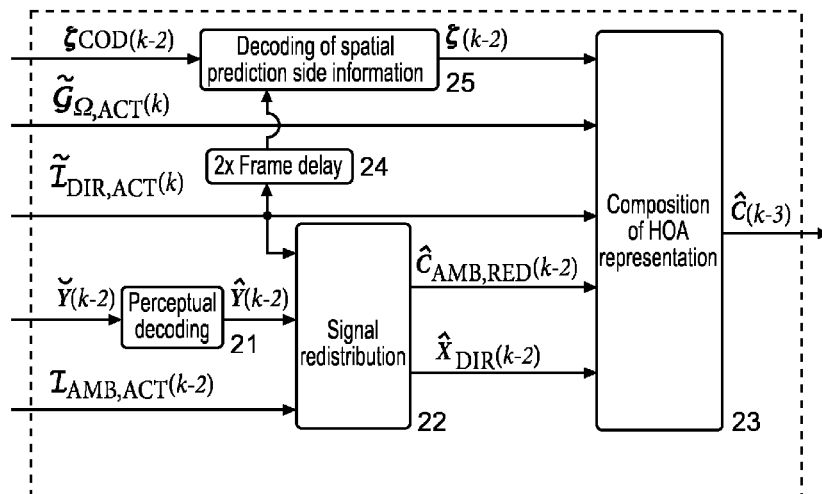 ζCOD(k-2)
Decoding of spatial
prediction side information
ζ(k-2)
25
G̃Ω,ACT(k)
2x Frame delay
24
ĨDIR,ACT(k)
Composition
of HOA
representation
Ĉ(k-3)
ĈAMB,RED(k-2)
Y̆(k-2)
Perceptual
decoding
Ŷ(k-2)
21
Signal
redistribution
X̂DIR(k-2)
IAMB,ACT(k-2)
22
23